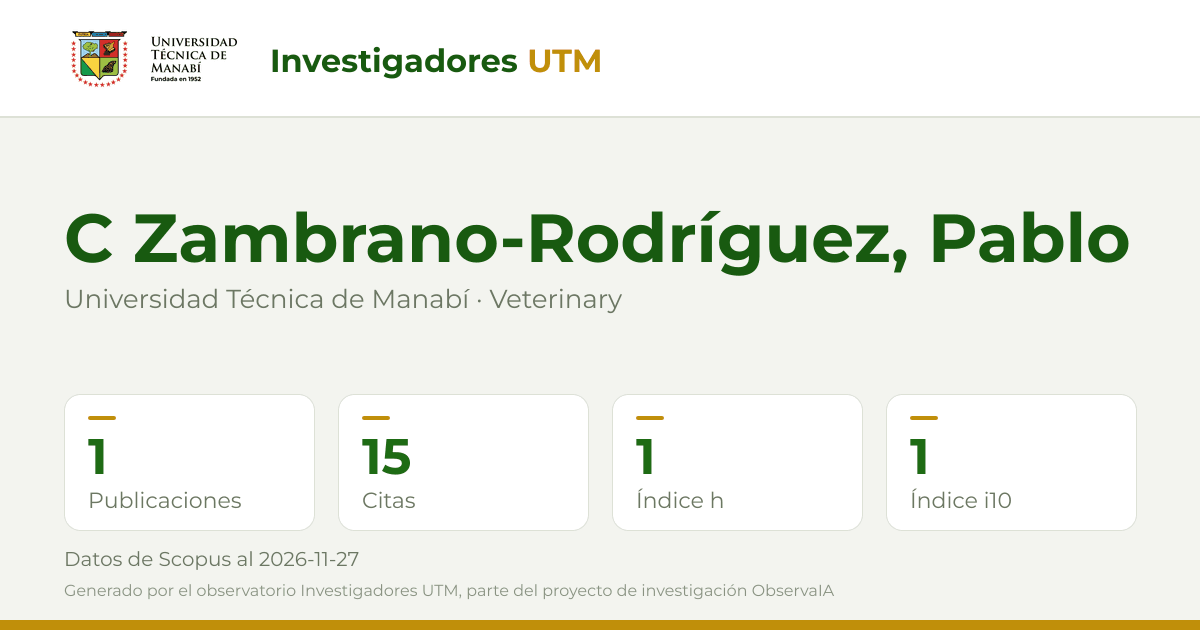 UNIVERSIDAD
TÉCNICA DE
MANABÍ
Fundada en 1952
Investigadores UTM
C Zambrano-Rodríguez, Pablo
Universidad Técnica de Manabí · Veterinary
1
Publicaciones
15
Citas
1
Índice h
1
Índice i10
Datos de Scopus al 2026-11-27
Generado por el observatorio Investigadores UTM, parte del proyecto de investigación ObservaIA